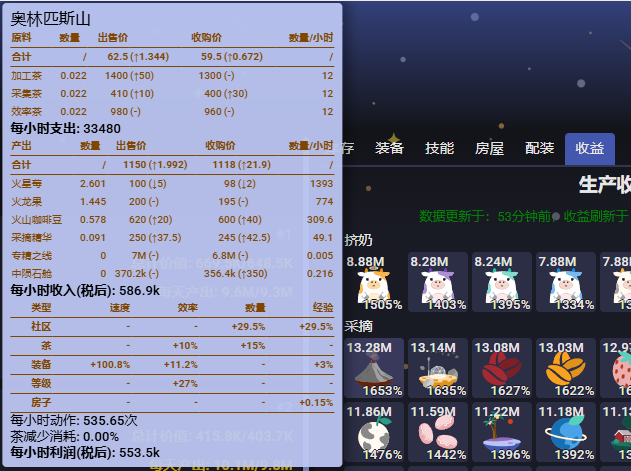 奥林匹斯山
原料 数量 出售价 收购价 数量/小时
合计 / 62.5 (↑1.344) 59.5 (↑0.672) /
加工茶 0.022 1400 (↑50) 1300 (-) 12
采集茶 0.022 410 (↑10) 400 (↑30) 12
效率茶 0.022 980 (-) 960 (-) 12
每小时支出: 33480
产出 数量 出售价 收购价 数量/小时
合计 / 1150 (↑1.992) 1118 (↑21.9) /
火星莓 2.601 100 (↓5) 98 (↓2) 1393
火龙果 1.445 200 (-) 195 (-) 774
火山咖啡豆 0.578 620 (↑20) 600 (↑40) 309.6
采摘精华 0.091 250 (↑37.5) 245 (↑42.5) 49.1
专精之线 0 7M (-) 6.8M (-) 0.005
中陨石舱 0 370.2k (-) 356.4k (↑350) 0.216
每小时收入(税后): 586.9k
类型 速度 效率 数量 经验
社区 - - +29.5% +29.5%
茶 - +10% +15% -
装备 +100.8% +11.2% - +3%
等级 - +27% - -
房子 - - - +0.15%
每小时动作: 535.65次
茶减少消耗: 0.00%
每小时利润(税后): 553.5k
存 装备 技能 房屋 配装 收益
生产收
数据更新于: 53分钟前 收益刷新于
挤奶
8.88M 8.28M 8.24M 7.88M 7.88
1505% 1403% 1395% 1334%
采摘
13.28M 13.14M 13.08M 13.03M 12.97
1653% 1635% 1627% 1622%
11.86M 11.59M 11.22M 11.18M 11.1
1476% 1442% 1396% 1392%